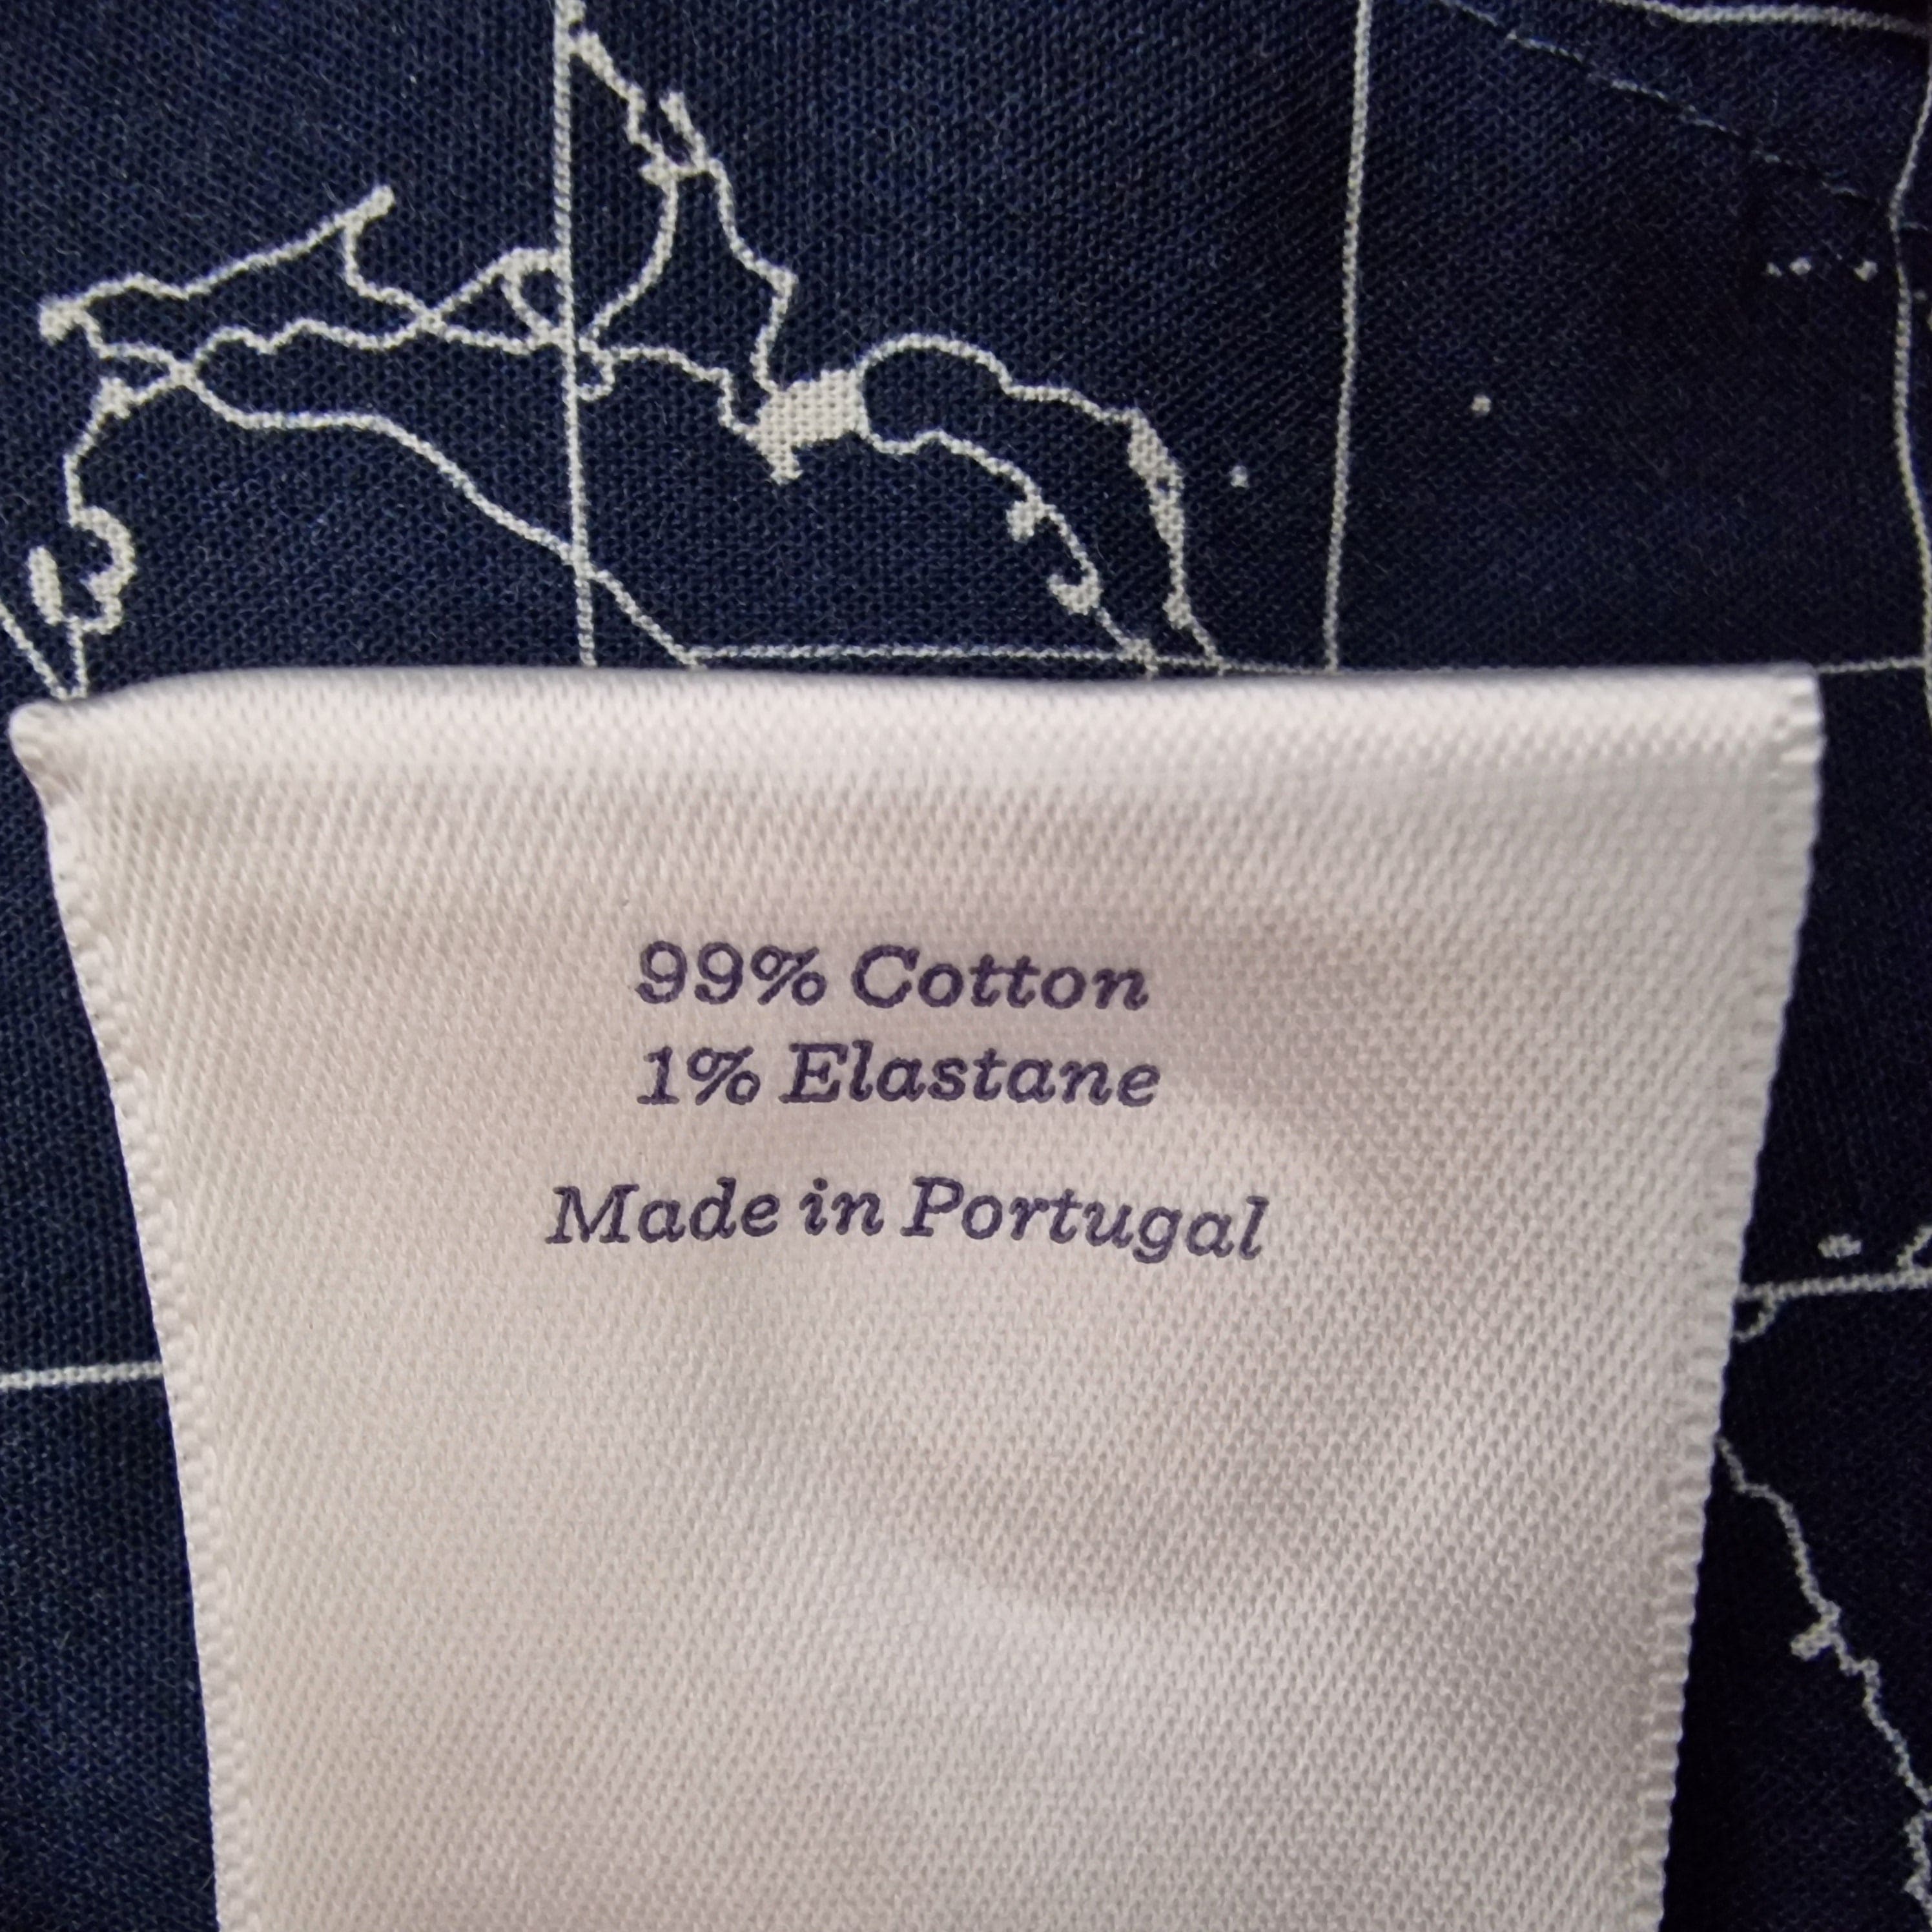 99% Cotton
1% Elastane
Made in Portugal